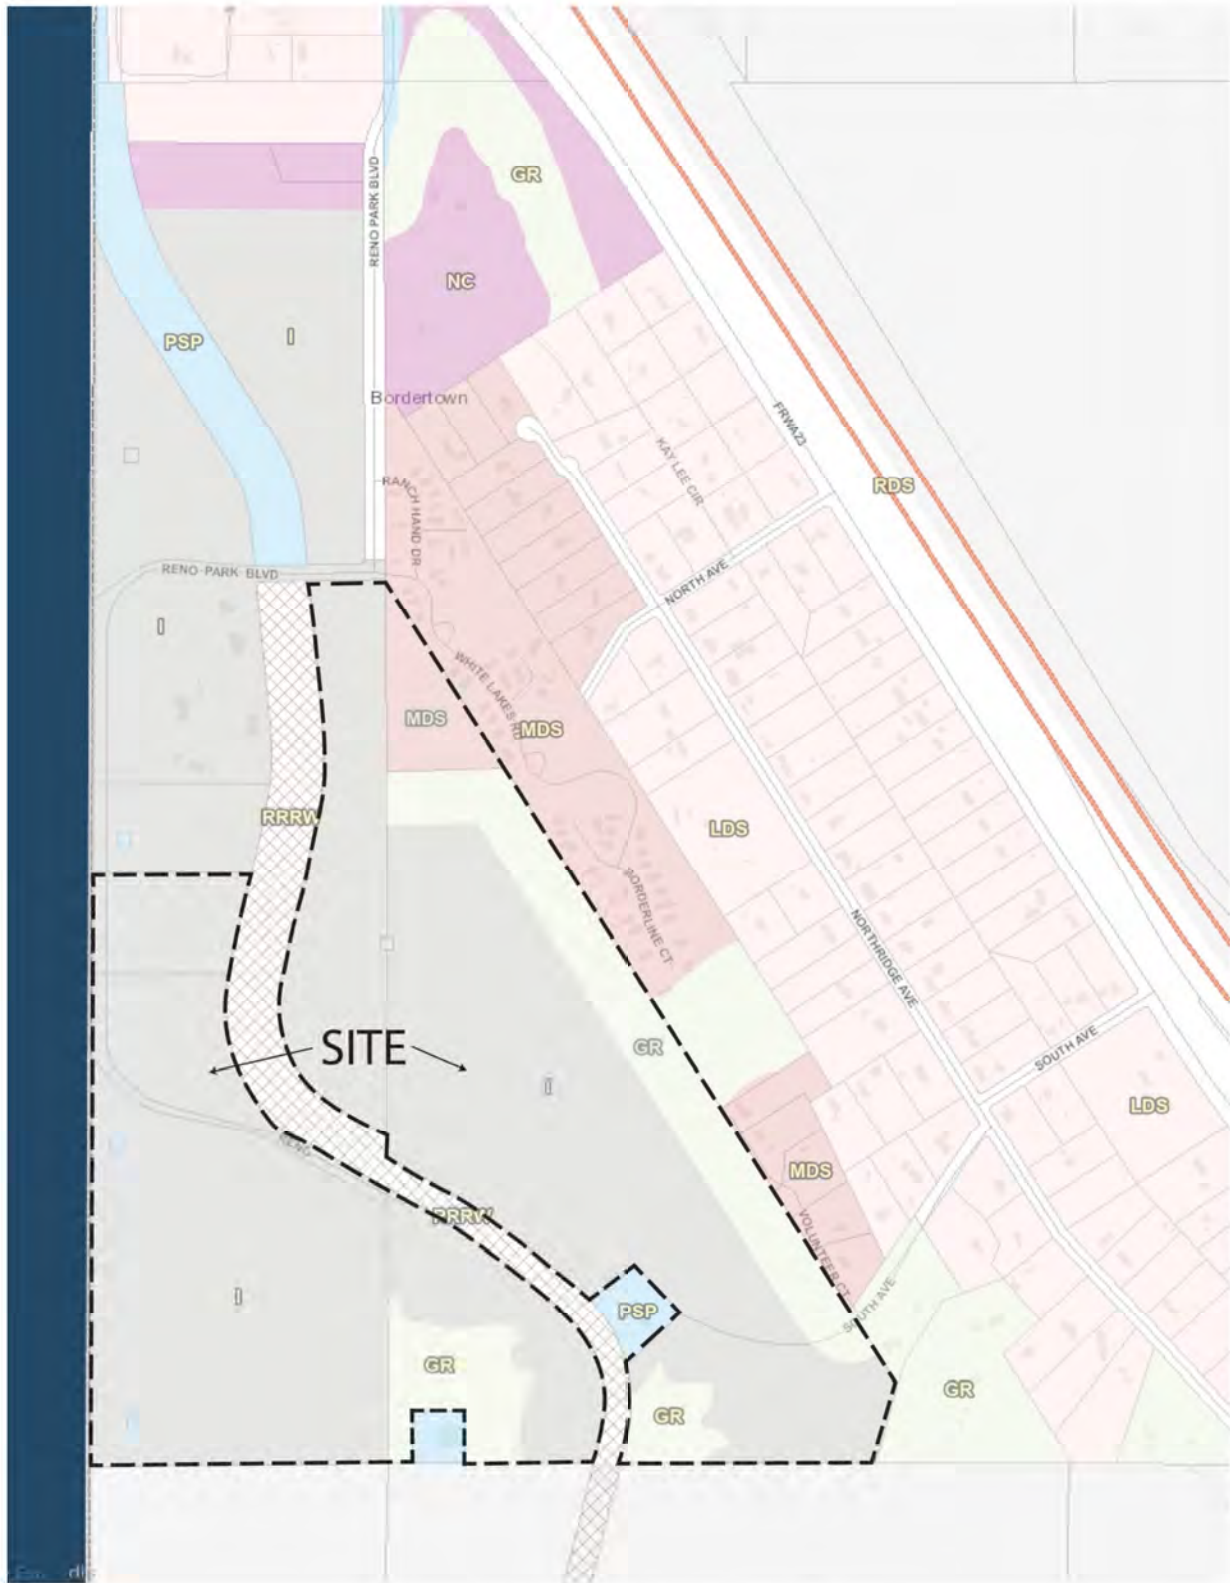 RENO PARK BLVD
GR
NC
PSP
I
Bordertown
FRWA23
KAY LEE CIR
RANCH HAND DR
RDS
RENO PARK BLVD
NORTH AVE
I
WHITE LAKES R
MDS
MDS
RRRW
LDS
BORDERLINE CT
NORTHRIDGE AVE
SITE
GR
SOUTH AVE
I
LDS
RENO
MDS
RRRW
VOLUNTEER CT
I
PSP
SOUTH AVE
GR
GR
GR